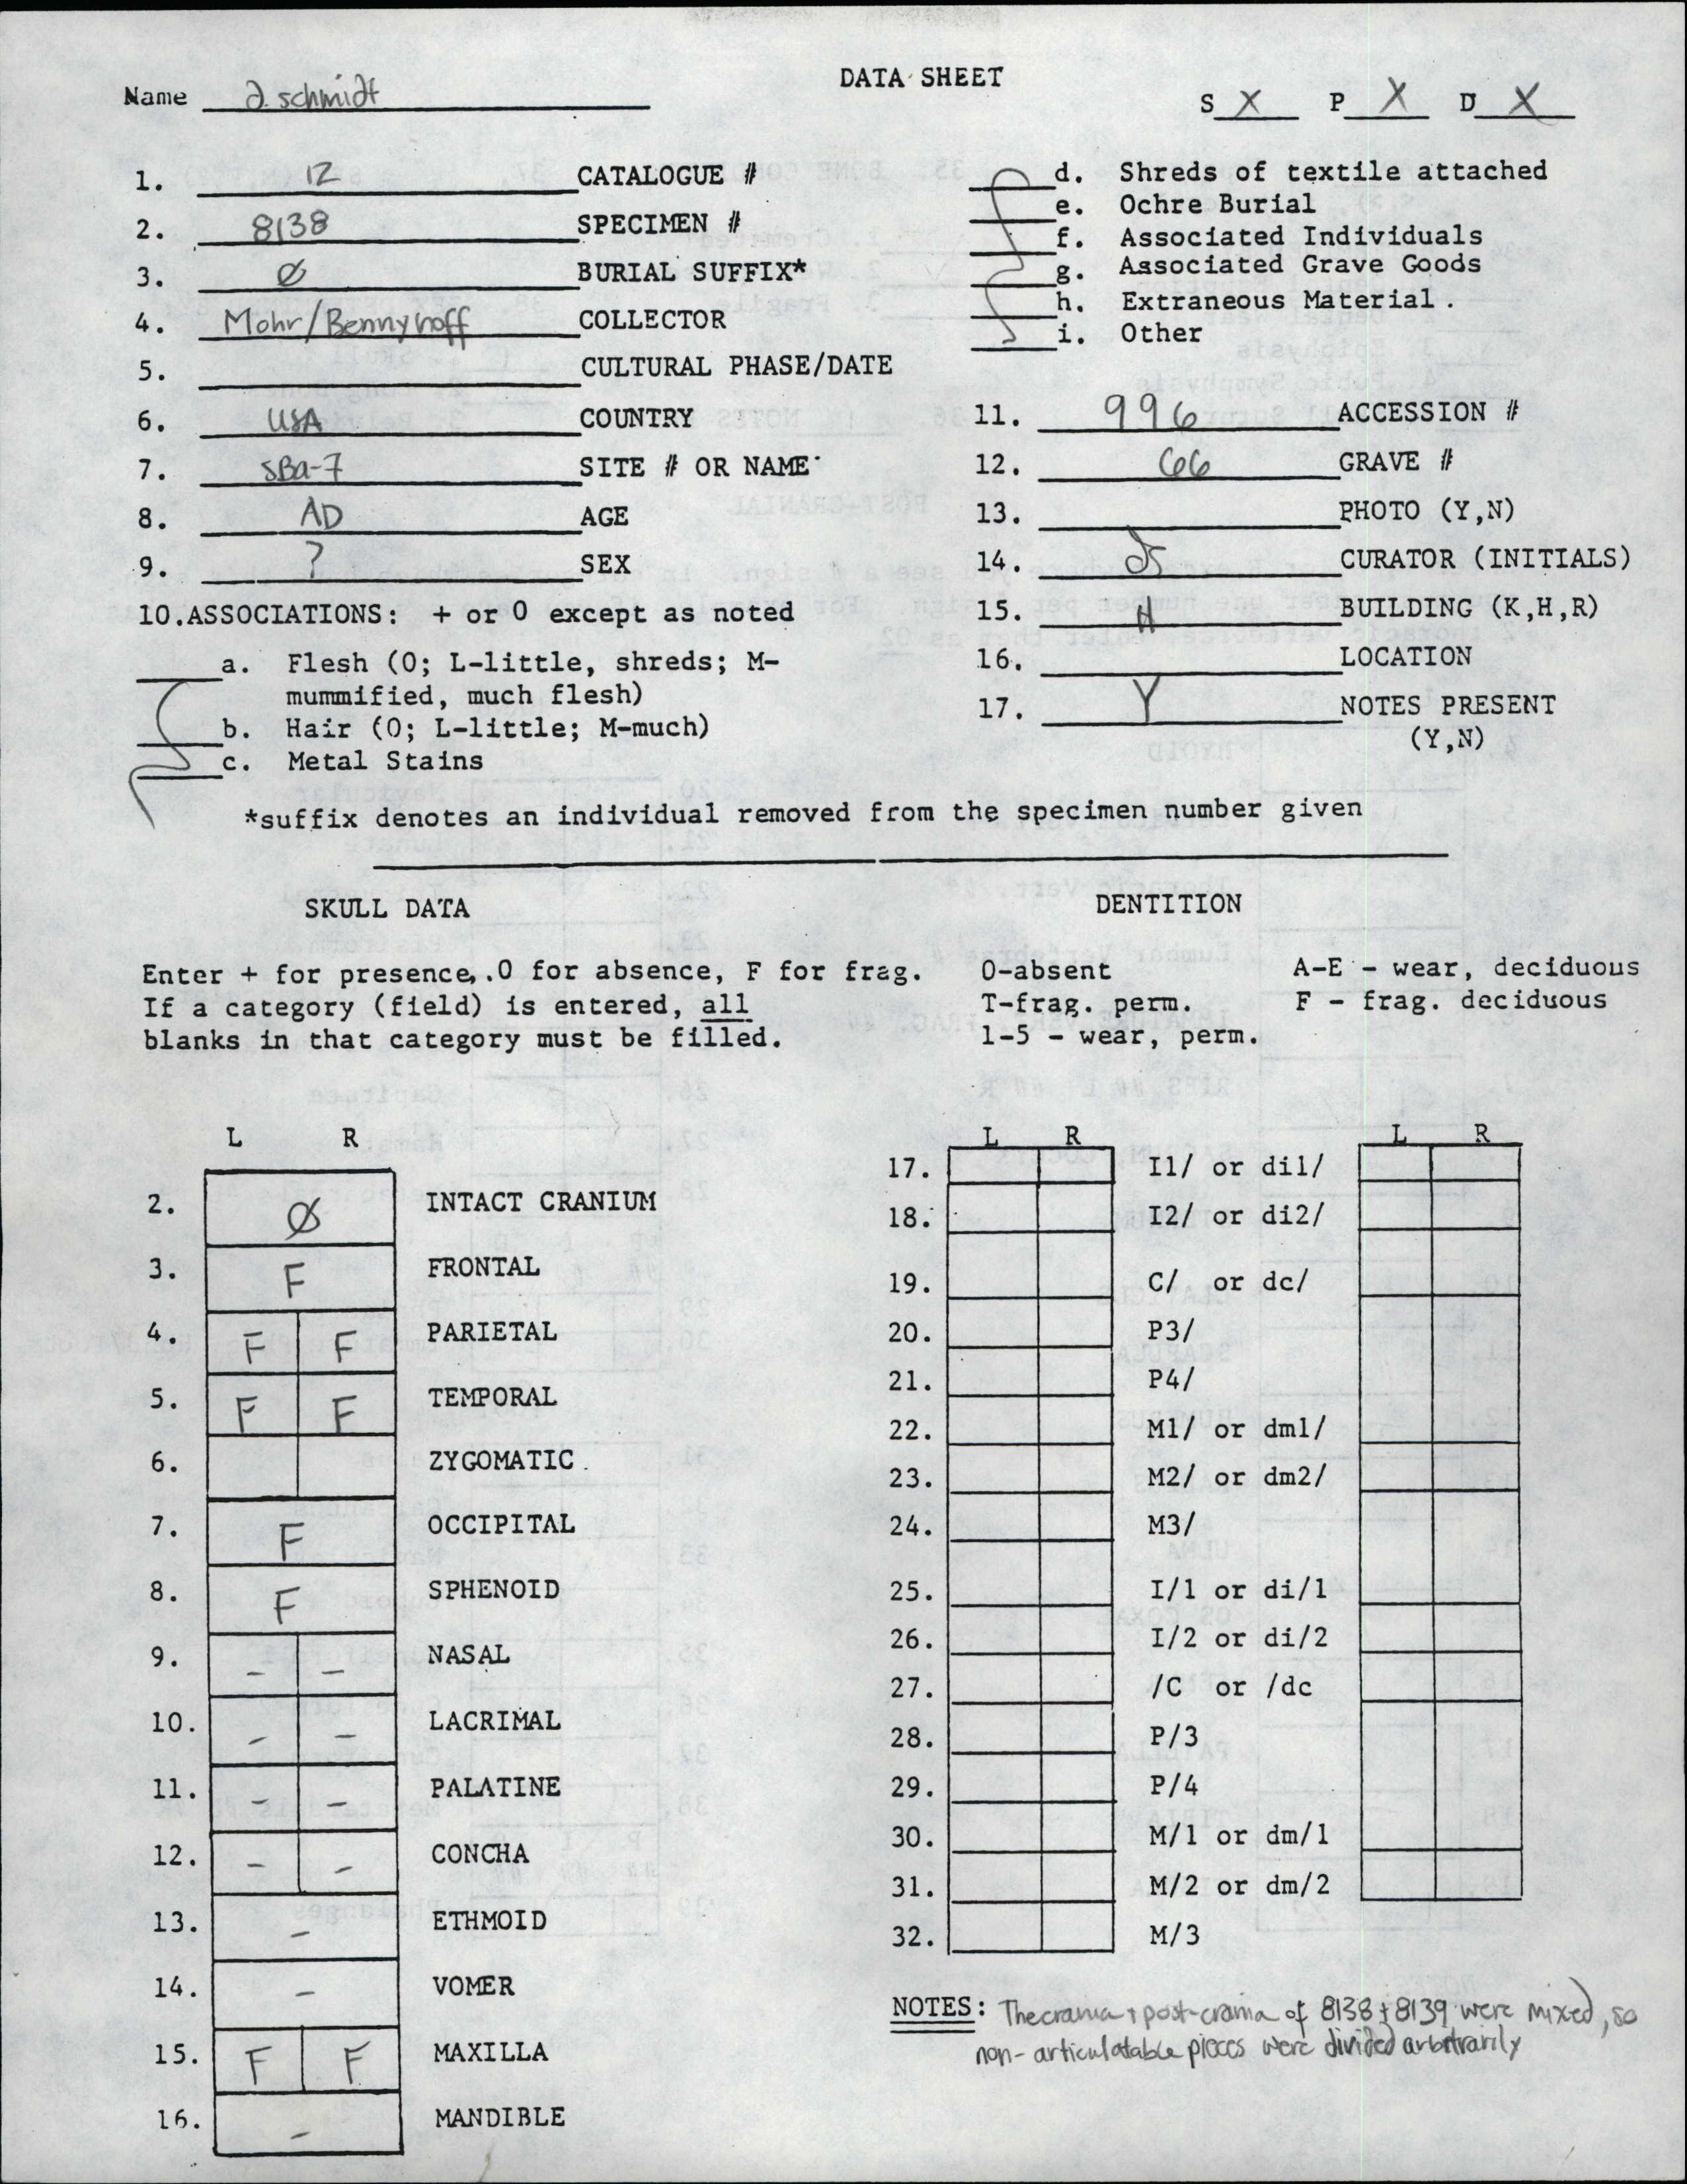 DATA SHEET
Name d. schmidt
S X P X D X
1. 12 CATALOGUE #
2. 8138 SPECIMEN #
3. Ø BURIAL SUFFIX*
4. Mohr/Bennyhoff COLLECTOR
5. CULTURAL PHASE/DATE
6. USA COUNTRY
7. SBa-7 SITE # OR NAME
8. AD AGE
9. ? SEX
10.ASSOCIATIONS: + or 0 except as noted
a. Flesh (0; L-little, shreds; M-
mummified, much flesh)
b. Hair (0; L-little; M-much)
c. Metal Stains
d. Shreds of textile attached
e. Ochre Burial
f. Associated Individuals
g. Associated Grave Goods
h. Extraneous Material.
i. Other
11. 996 ACCESSION #
12. 66 GRAVE #
13. PHOTO (Y,N)
14. ds CURATOR (INITIALS)
15. H BUILDING (K,H,R)
16. LOCATION
17. Y NOTES PRESENT
(Y,N)
*suffix denotes an individual removed from the specimen number given
SKULL DATA
Enter + for presence, .0 for absence, F for frag.
If a category (field) is entered, all
blanks in that category must be filled.
L R
2. Ø INTACT CRANIUM
3. F FRONTAL
4. F F PARIETAL
5. F F TEMPORAL
6. ZYGOMATIC
7. F OCCIPITAL
8. F SPHENOID
9. - - NASAL
10. - - LACRIMAL
11. - - PALATINE
12. - - CONCHA
13. - ETHMOID
14. - VOMER
15. F F MAXILLA
16. - MANDIBLE
DENTITION
0-absent A-E - wear, deciduous
T-frag. perm. F - frag. deciduous
1-5 - wear, perm.
L R L R
17. I1/ or di1/
18. I2/ or di2/
19. C/ or dc/
20. P3/
21. P4/
22. M1/ or dm1/
23. M2/ or dm2/
24. M3/
25. I/1 or di/1
26. I/2 or di/2
27. /C or /dc
28. P/3
29. P/4
30. M/1 or dm/1
31. M/2 or dm/2
32. M/3
NOTES: The crania + post-crania of 8138 + 8139 were mixed, so
non-articulatable pieces were divided arbitrarily